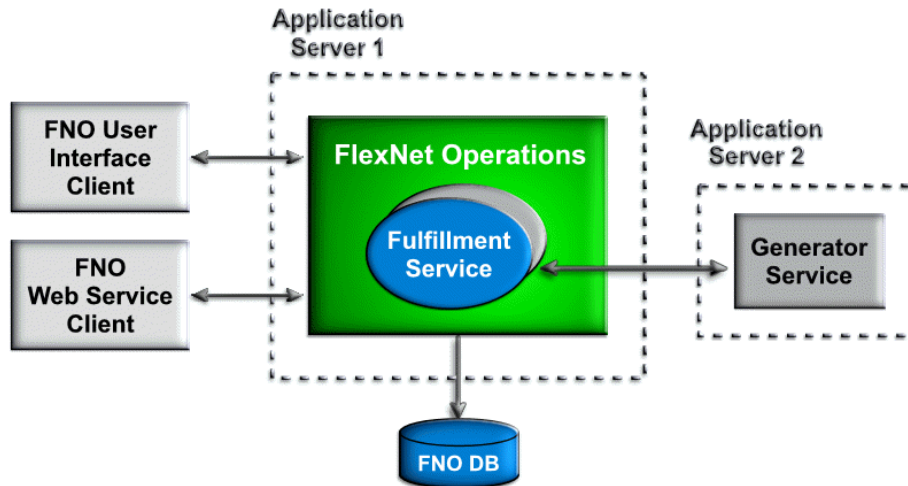 Application
Server 1
FNO User
Interface
Client
FlexNet Operations
Application
Server 2
Fulfillment
Service
Generator
Service
FNO
Web Service
Client
FNO DB